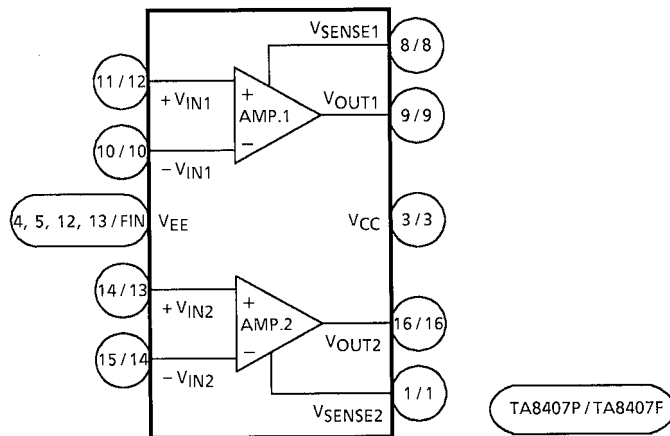 VSENSE1
8 / 8
11 / 12
+ VIN1
+
AMP.1
−
VOUT1
9 / 9
10 / 10
− VIN1
4, 5, 12, 13 / FIN
VEE
VCC
3 / 3
14 / 13
+ VIN2
+
AMP.2
−
VOUT2
16 / 16
15 / 14
− VIN2
VSENSE2
1 / 1
TA8407P / TA8407F